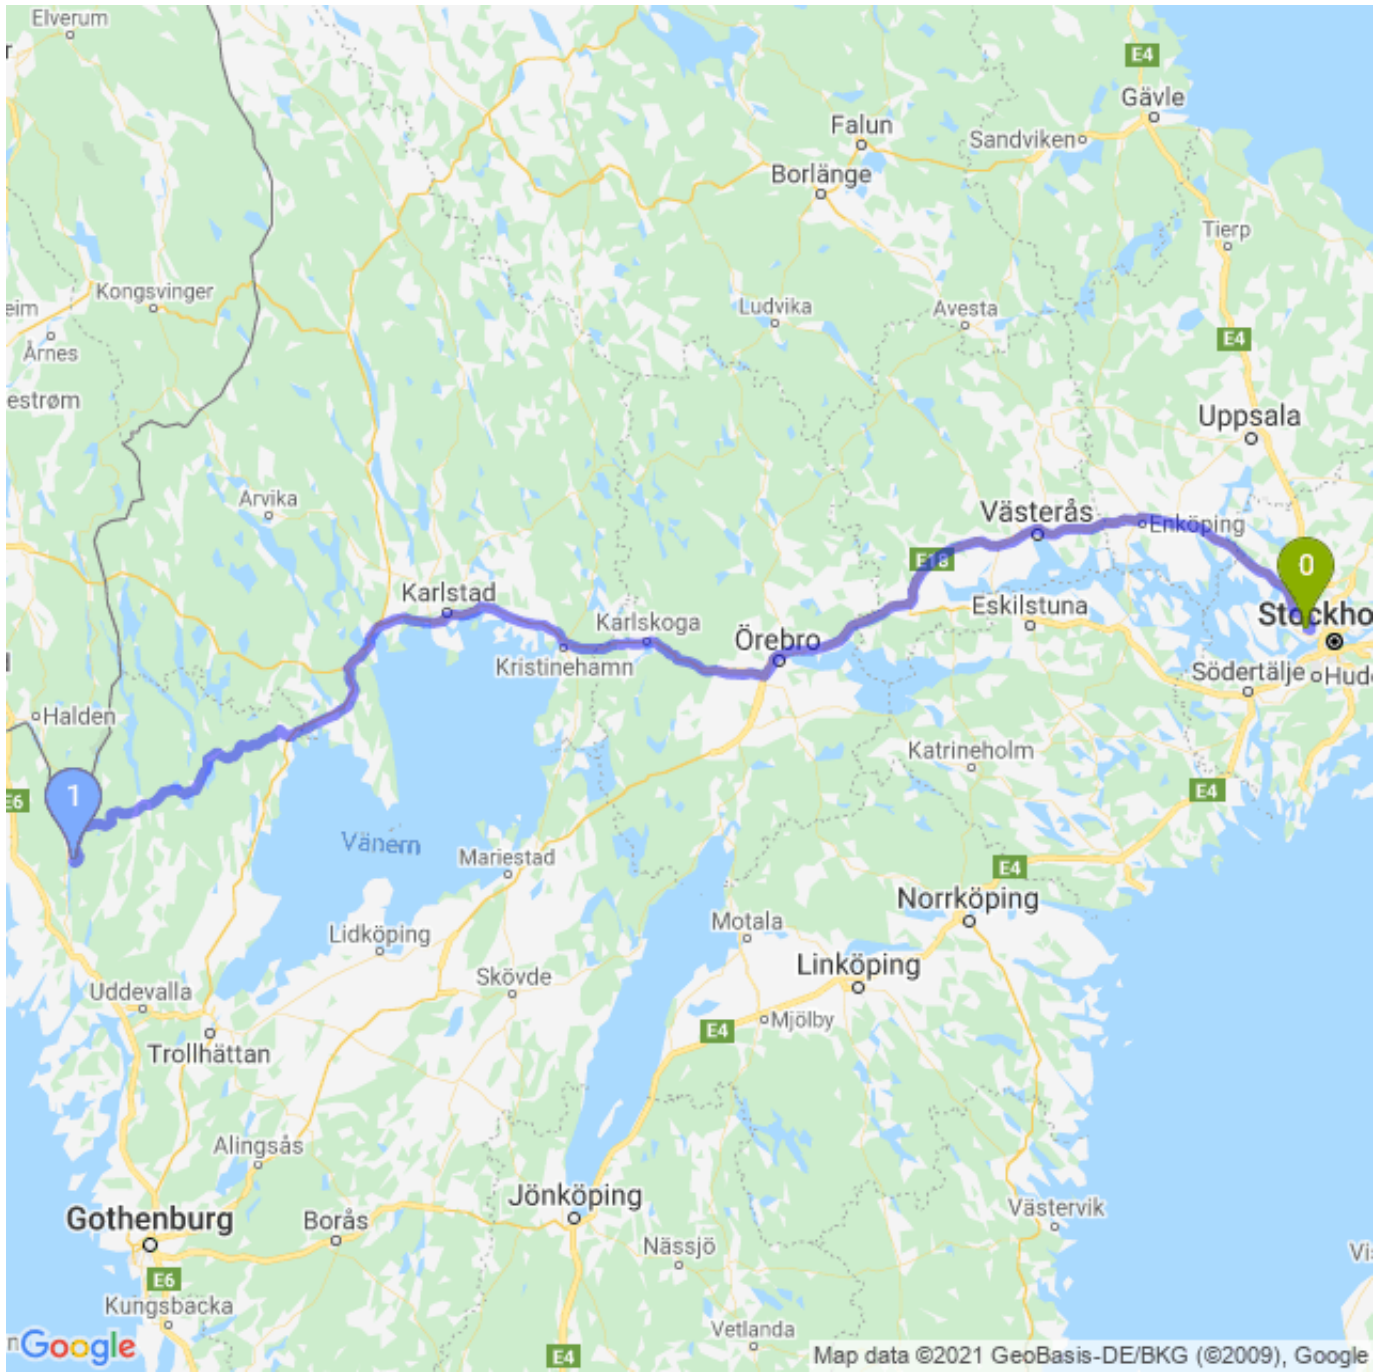 Elverum
E4
Gävle
Falun
Sandviken
Borlänge
Tierp
Kongsvinger
eim
Ludvika
Avesta
Årnes
E4
estrøm
Uppsala
Arvika
Västerås
Enköping
E18
0
Karlstad
Eskilstuna
Stockho
Karlskoga
Örebro
Kristinehamn
Södertälje
Hud
Halden
Katrineholm
1
E6
E4
Vänern
Mariestad
E4
Norrköping
Motala
Lidköping
Linköping
Skövde
Uddevalla
Mjölby
E4
Trollhättan
Alingsås
Jönköping
Västervik
Gothenburg
Borås
Nässjö
Vis
E6
Kungsbacka
Vetlanda
Google
E4
Map data ©2021 GeoBasis-DE/BKG (©2009), Google